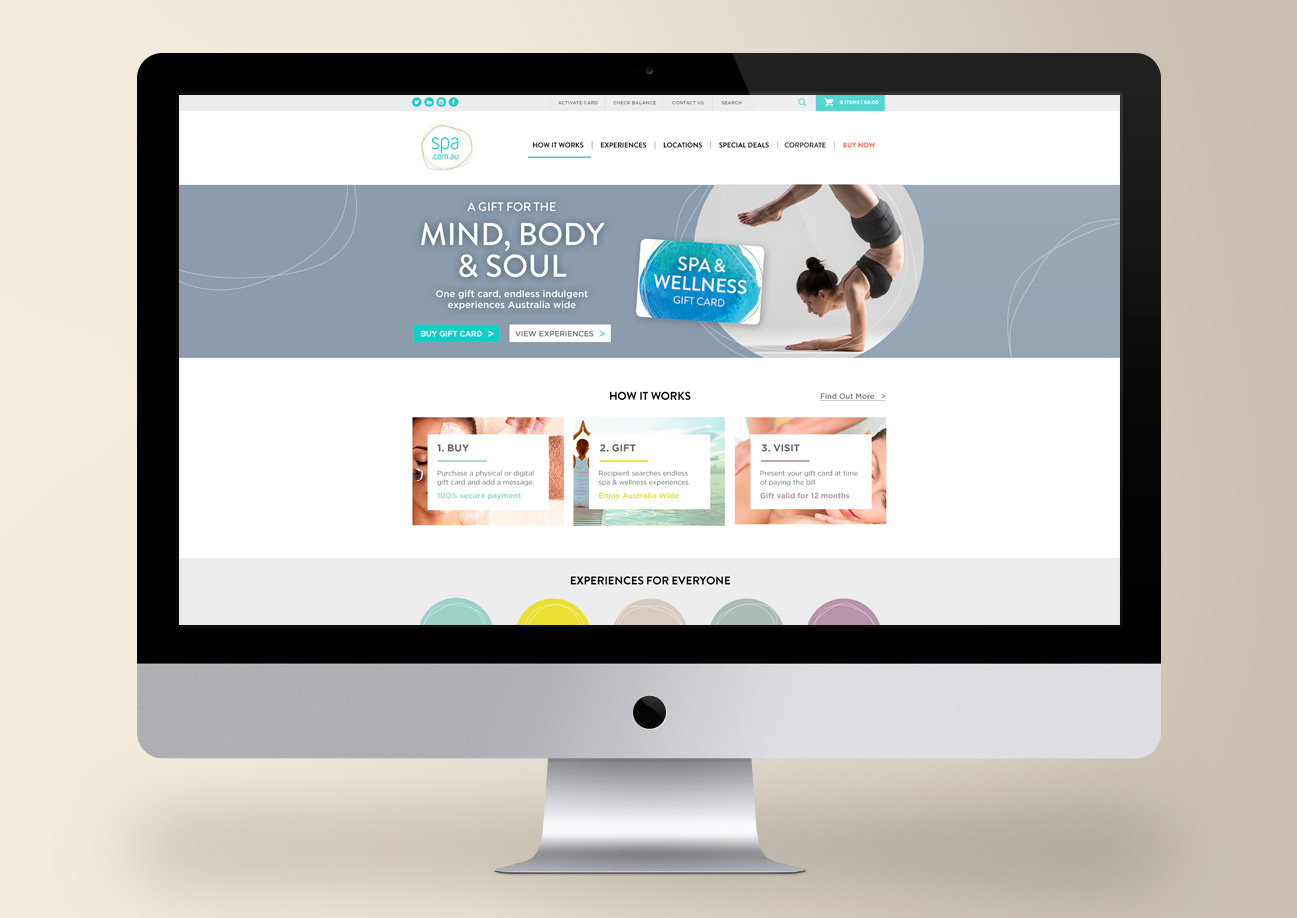 ACTIVATE CARD
CHECK BALANCE
CONTACT US
SEARCH
0 ITEMS | $0.00
spa
.com.au
HOW IT WORKS | EXPERIENCES | LOCATIONS | SPECIAL DEALS | CORPORATE | BUY NOW
A GIFT FOR THE
MIND, BODY
& SOUL
One gift card, endless indulgent
experiences Australia wide
BUY GIFT CARD >
VIEW EXPERIENCES >
SPA &
WELLNESS
GIFT CARD
HOW IT WORKS
Find Out More >
1. BUY
Purchase a physical or digital
gift card and add a message.
100% secure payment
2. GIFT
Recipient searches endless
spa & wellness experiences.
Enjoy Australia Wide
3. VISIT
Present your gift card at time
of paying the bill
Gift valid for 12 months
EXPERIENCES FOR EVERYONE